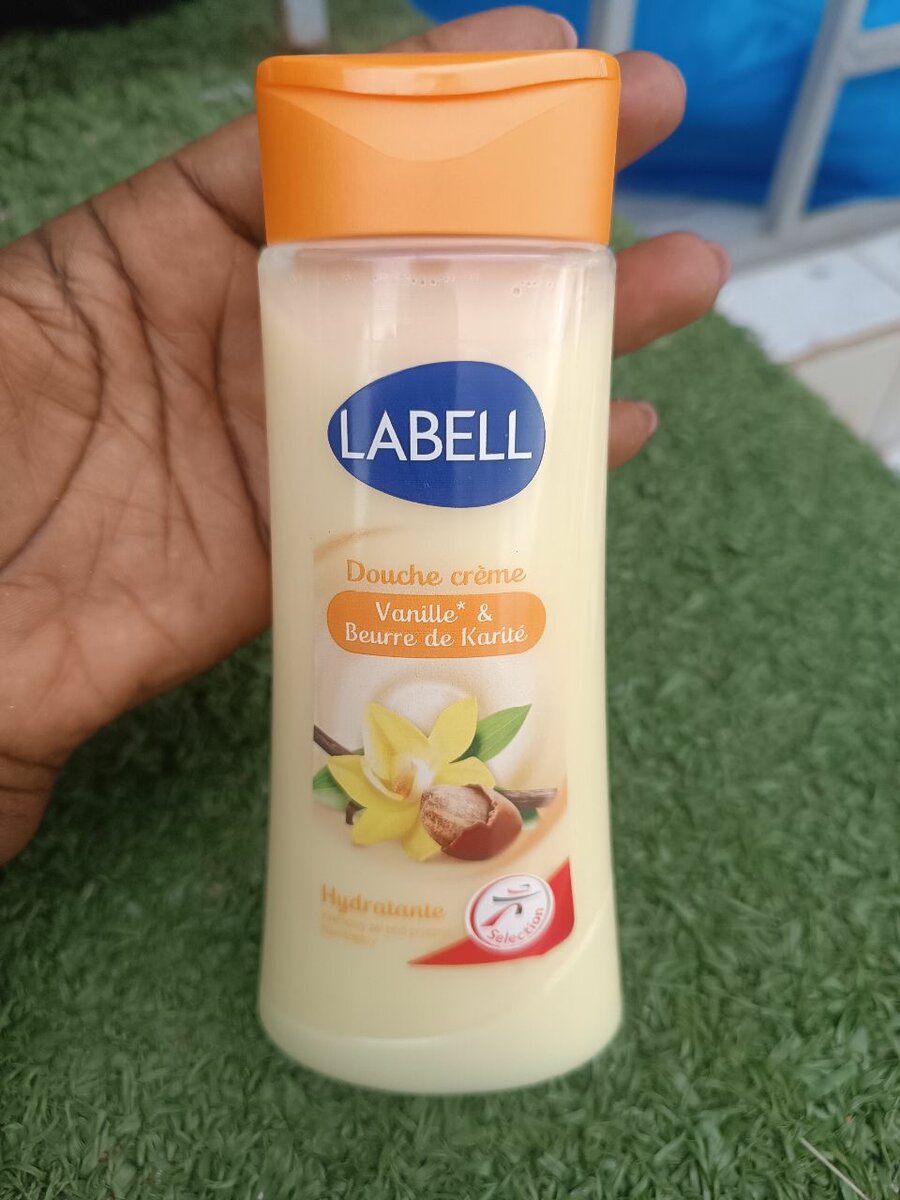 LABELL
Douche crème
Vanille* &
Beurre de Karité
Hydratante
Selection